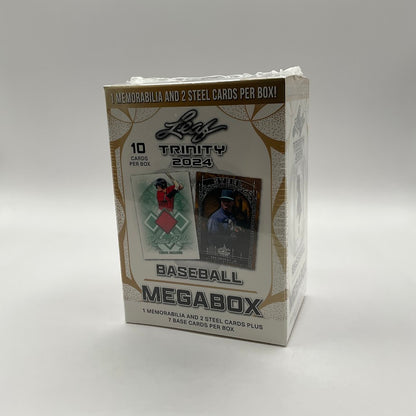 1 MEMORABILIA AND 2 STEEL CARDS PER BOX!
Leaf
TRINITY
2024
10
CARDS
PER BOX
BASEBALL
MEGABOX
1 MEMORABILIA AND 2 STEEL CARDS PLUS
7 BASE CARDS PER BOX